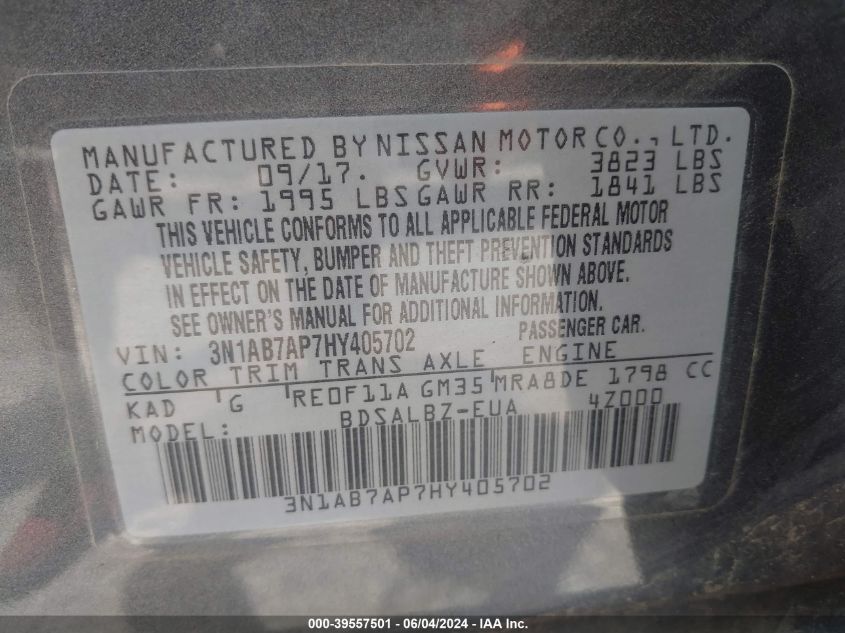 MANUFACTURED BY NISSAN MOTOR CO., LTD.
DATE: 09/17. GVWR: 3823 LBS
GAWR FR: 1995 LBS GAWR RR: 1841 LBS
THIS VEHICLE CONFORMS TO ALL APPLICABLE FEDERAL MOTOR
VEHICLE SAFETY, BUMPER AND THEFT PREVENTION STANDARDS
IN EFFECT ON THE DATE OF MANUFACTURE SHOWN ABOVE.
SEE OWNER'S MANUAL FOR ADDITIONAL INFORMATION.
VIN: 3N1AB7AP7HY405702 PASSENGER CAR.
COLOR TRIM TRANS AXLE ENGINE
KAD G RE0F11A GM35 MRA8DE 1798 CC
MODEL: BDSALBZ-EUA 4Z000
3N1AB7AP7HY405702
000-39557501 - 06/04/2024 - IAAI Inc.